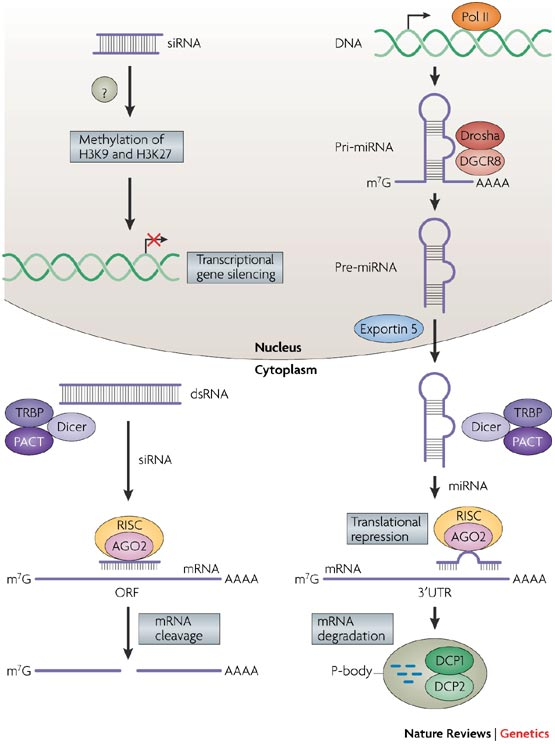 siRNA
?
Methylation of
H3K9 and H3K27
Transcriptional
gene silencing
DNA
Pol II
Pri-miRNA
Drosha
DGCR8
m⁷G
AAAA
Pre-miRNA
Exportin 5
Nucleus
Cytoplasm
dsRNA
TRBP
Dicer
PACT
siRNA
RISC
AGO2
mRNA
m⁷G
AAAA
ORF
mRNA
cleavage
m⁷G
AAAA
Dicer
TRBP
PACT
miRNA
Translational
repression
RISC
AGO2
mRNA
m⁷G
AAAA
3′UTR
mRNA
degradation
P-body
DCP1
DCP2
Nature Reviews | Genetics